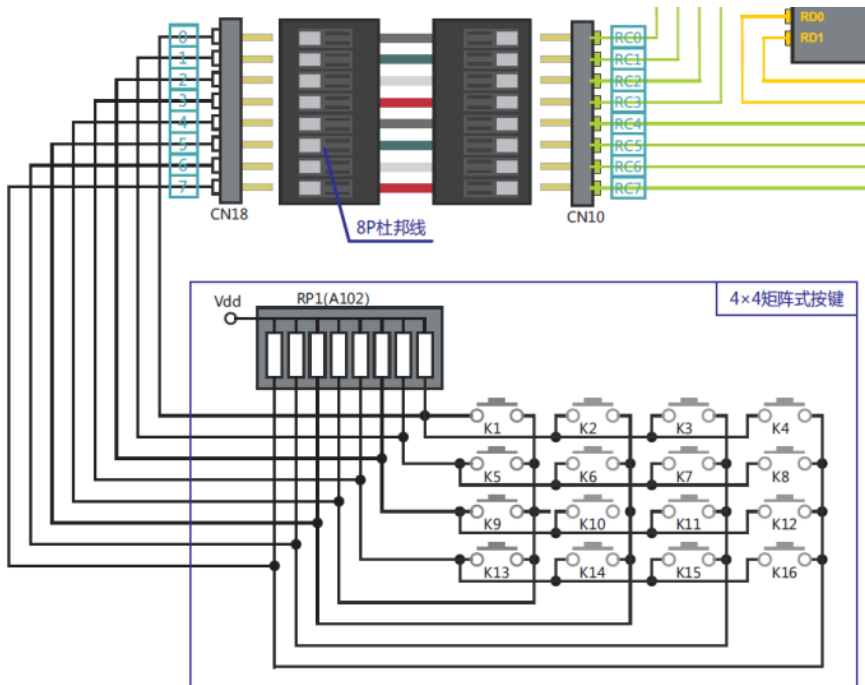 0
1
2
3
4
5
6
7
CN18
8P杜邦线
RC0
RC1
RC2
RC3
RC4
RC5
RC6
RC7
CN10
RD0
RD1
4×4矩阵式按键
Vdd
RP1(A102)
K1
K2
K3
K4
K5
K6
K7
K8
K9
K10
K11
K12
K13
K14
K15
K16